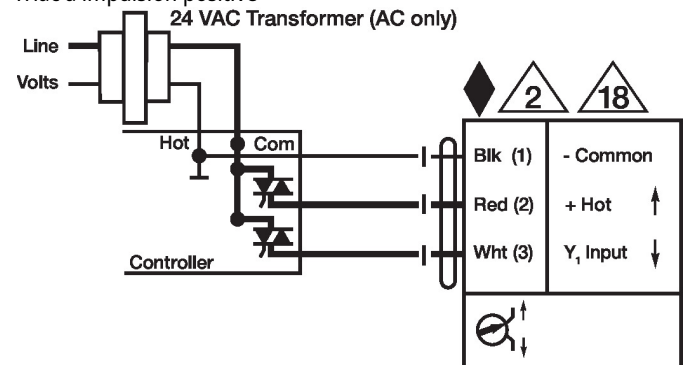 24 VAC Transformer (AC only)
Line
Volts
Hot
Com
Controller
2
18
Blk (1)
- Common
Red (2)
+ Hot
Wht (3)
Y1 Input